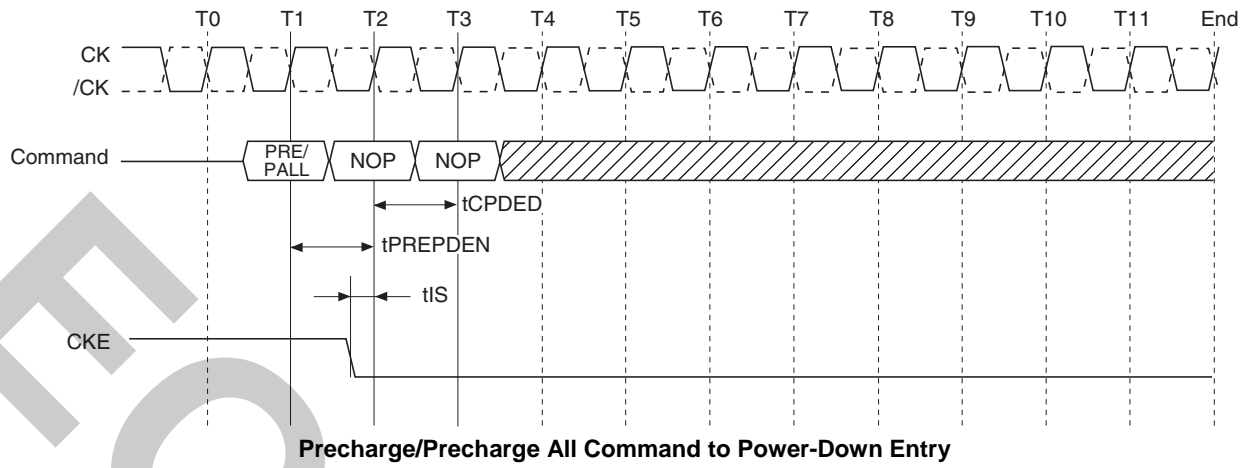 T0 T1 T2 T3 T4 T5 T6 T7 T8 T9 T10 T11 End
CK
/CK
Command
PRE/
PALL
NOP
NOP
tCPDED
tPREPDEN
tIS
CKE
Precharge/Precharge All Command to Power-Down Entry